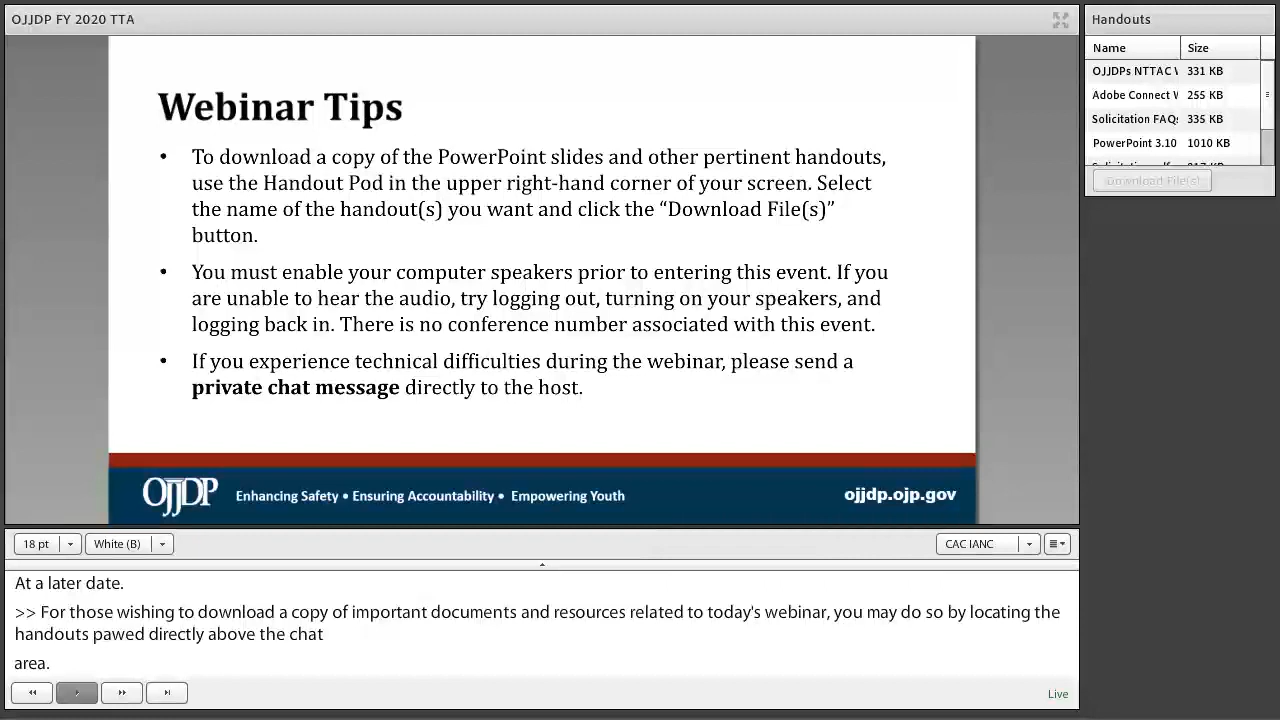 OJJDP FY 2020 TTA
Webinar Tips
• To download a copy of the PowerPoint slides and other pertinent handouts,
use the Handout Pod in the upper right-hand corner of your screen. Select
the name of the handout(s) you want and click the “Download File(s)”
button.
• You must enable your computer speakers prior to entering this event. If you
are unable to hear the audio, try logging out, turning on your speakers, and
logging back in. There is no conference number associated with this event.
• If you experience technical difficulties during the webinar, please send a
private chat message directly to the host.
OJJDP Enhancing Safety • Ensuring Accountability • Empowering Youth ojjdp.ojp.gov
Handouts
Name Size
OJJDPs NTTAC 331 KB
Adobe Connect 255 KB
Solicitation FAQs 335 KB
PowerPoint 3.10 1010 KB
Download File(s)
18 pt White (B) CAC IANC
At a later date.
>> For those wishing to download a copy of important documents and resources related to today's webinar, you may do so by locating the
handouts pawed directly above the chat
area.
Live